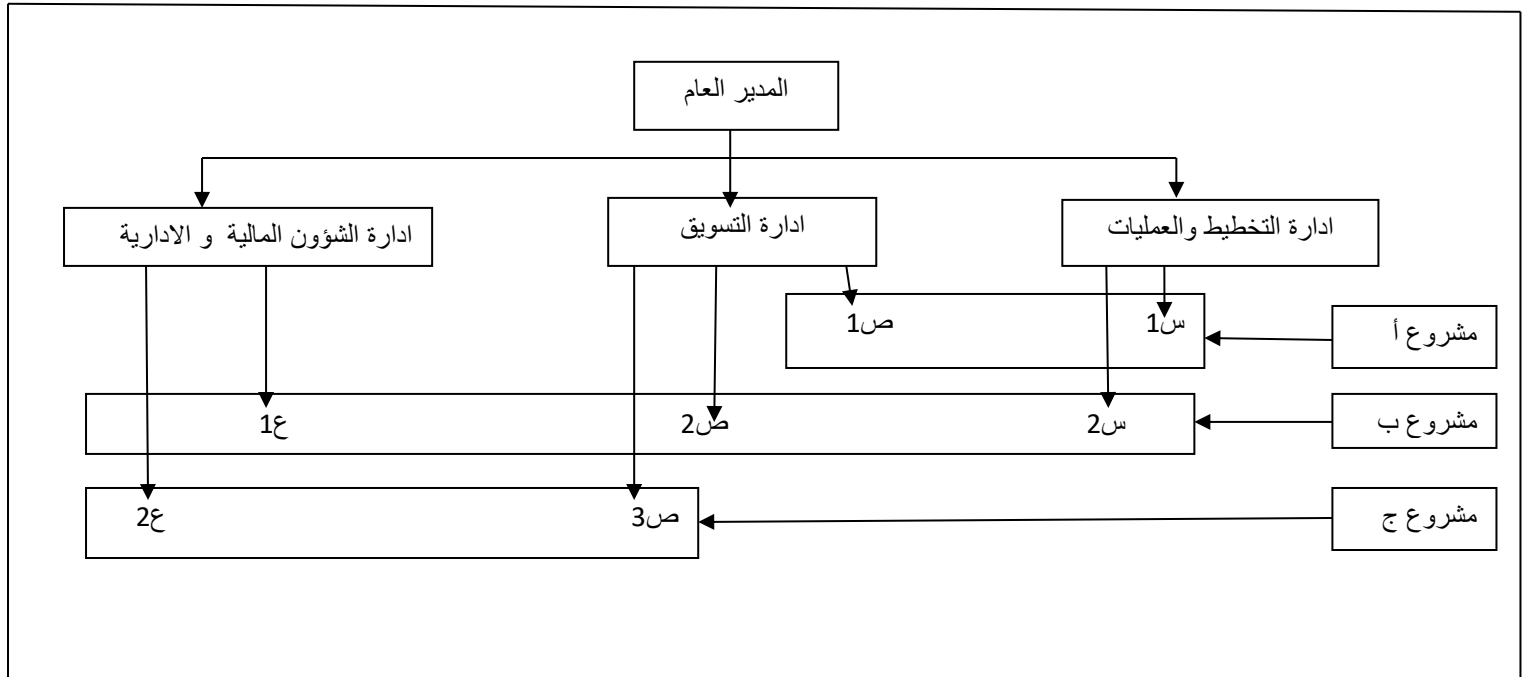 المدير العام
ادارة التخطيط والعمليات
ادارة التسويق
ادارة الشؤون المالية و الادارية
مشروع أ
س1
ص1
مشروع ب
س2
ص2
ع1
مشروع ج
ص3
ع2